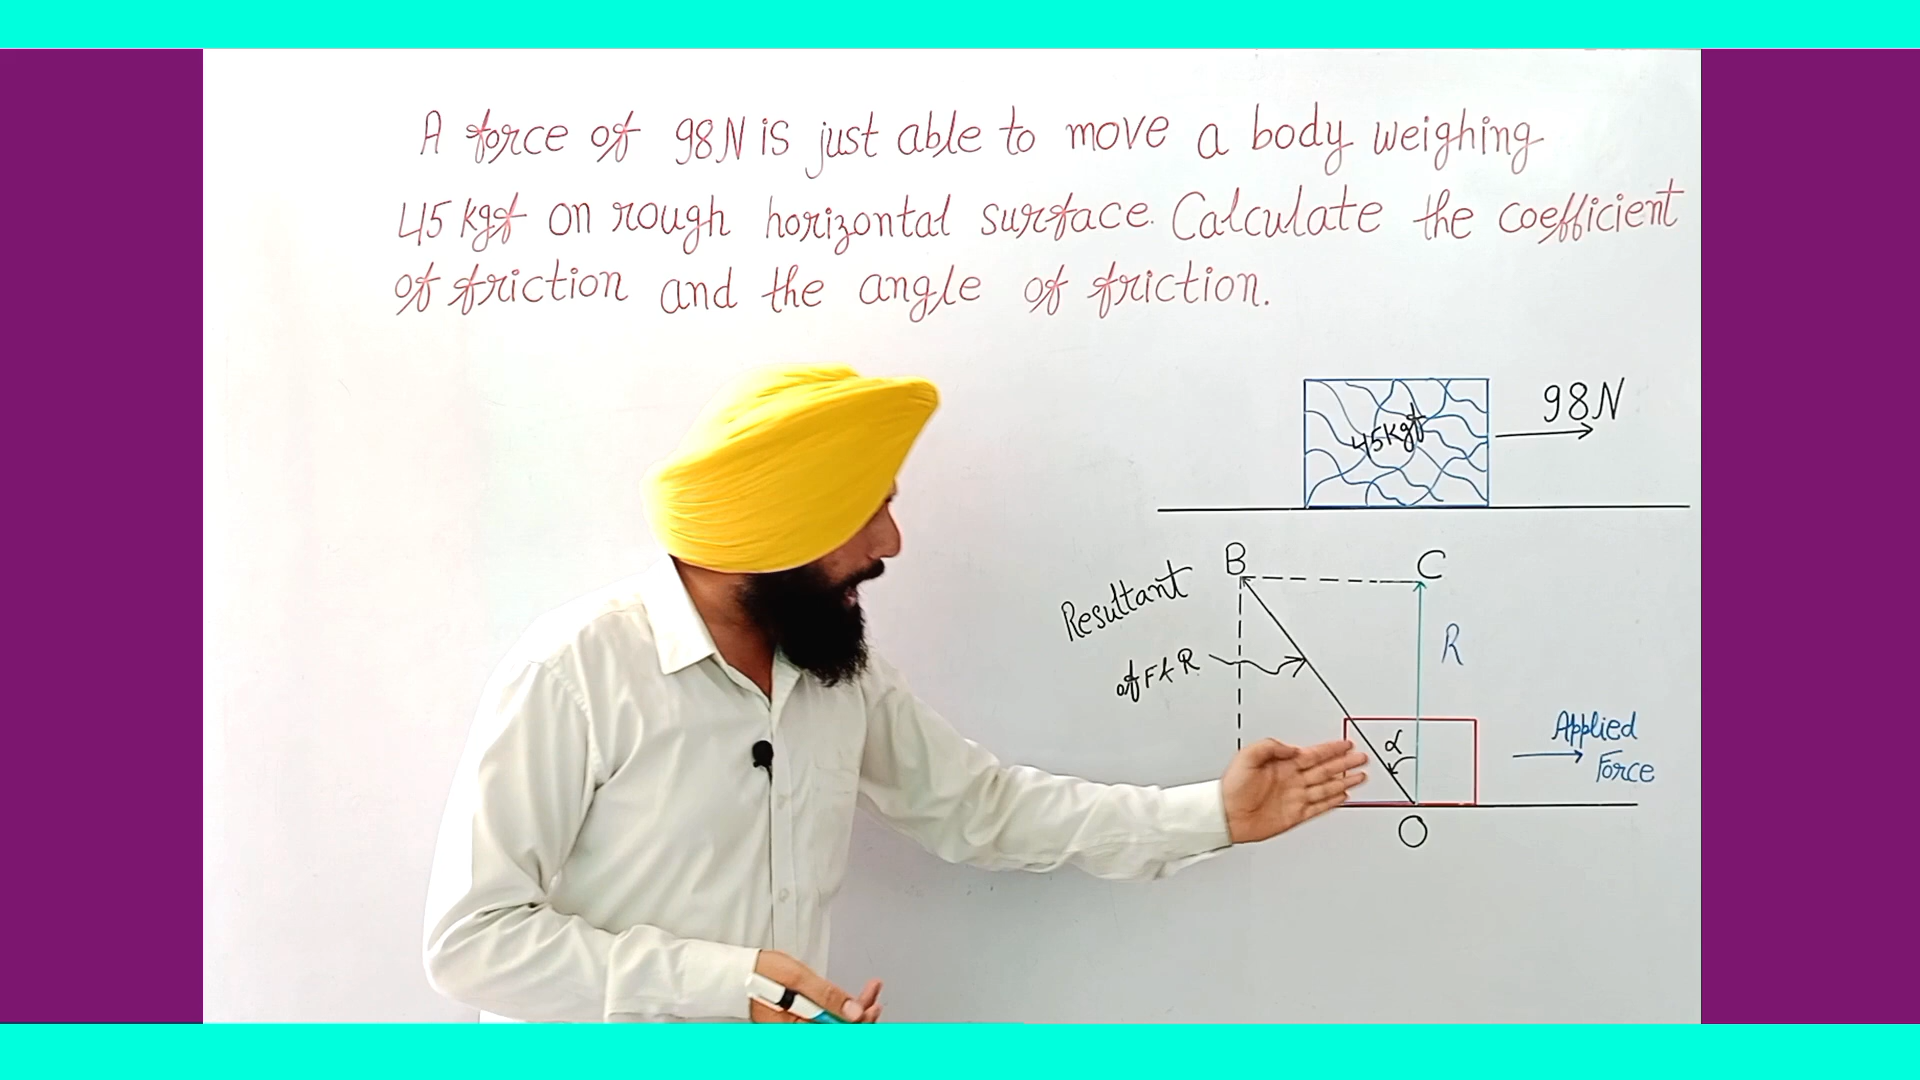 A force of 98N is just able to move a body weighing
45 kgf on rough horizontal surface. Calculate the coefficient
of friction and the angle of friction.
45kgf
98N
B
C
Resultant
of F & R
R
α
Applied
Force
O